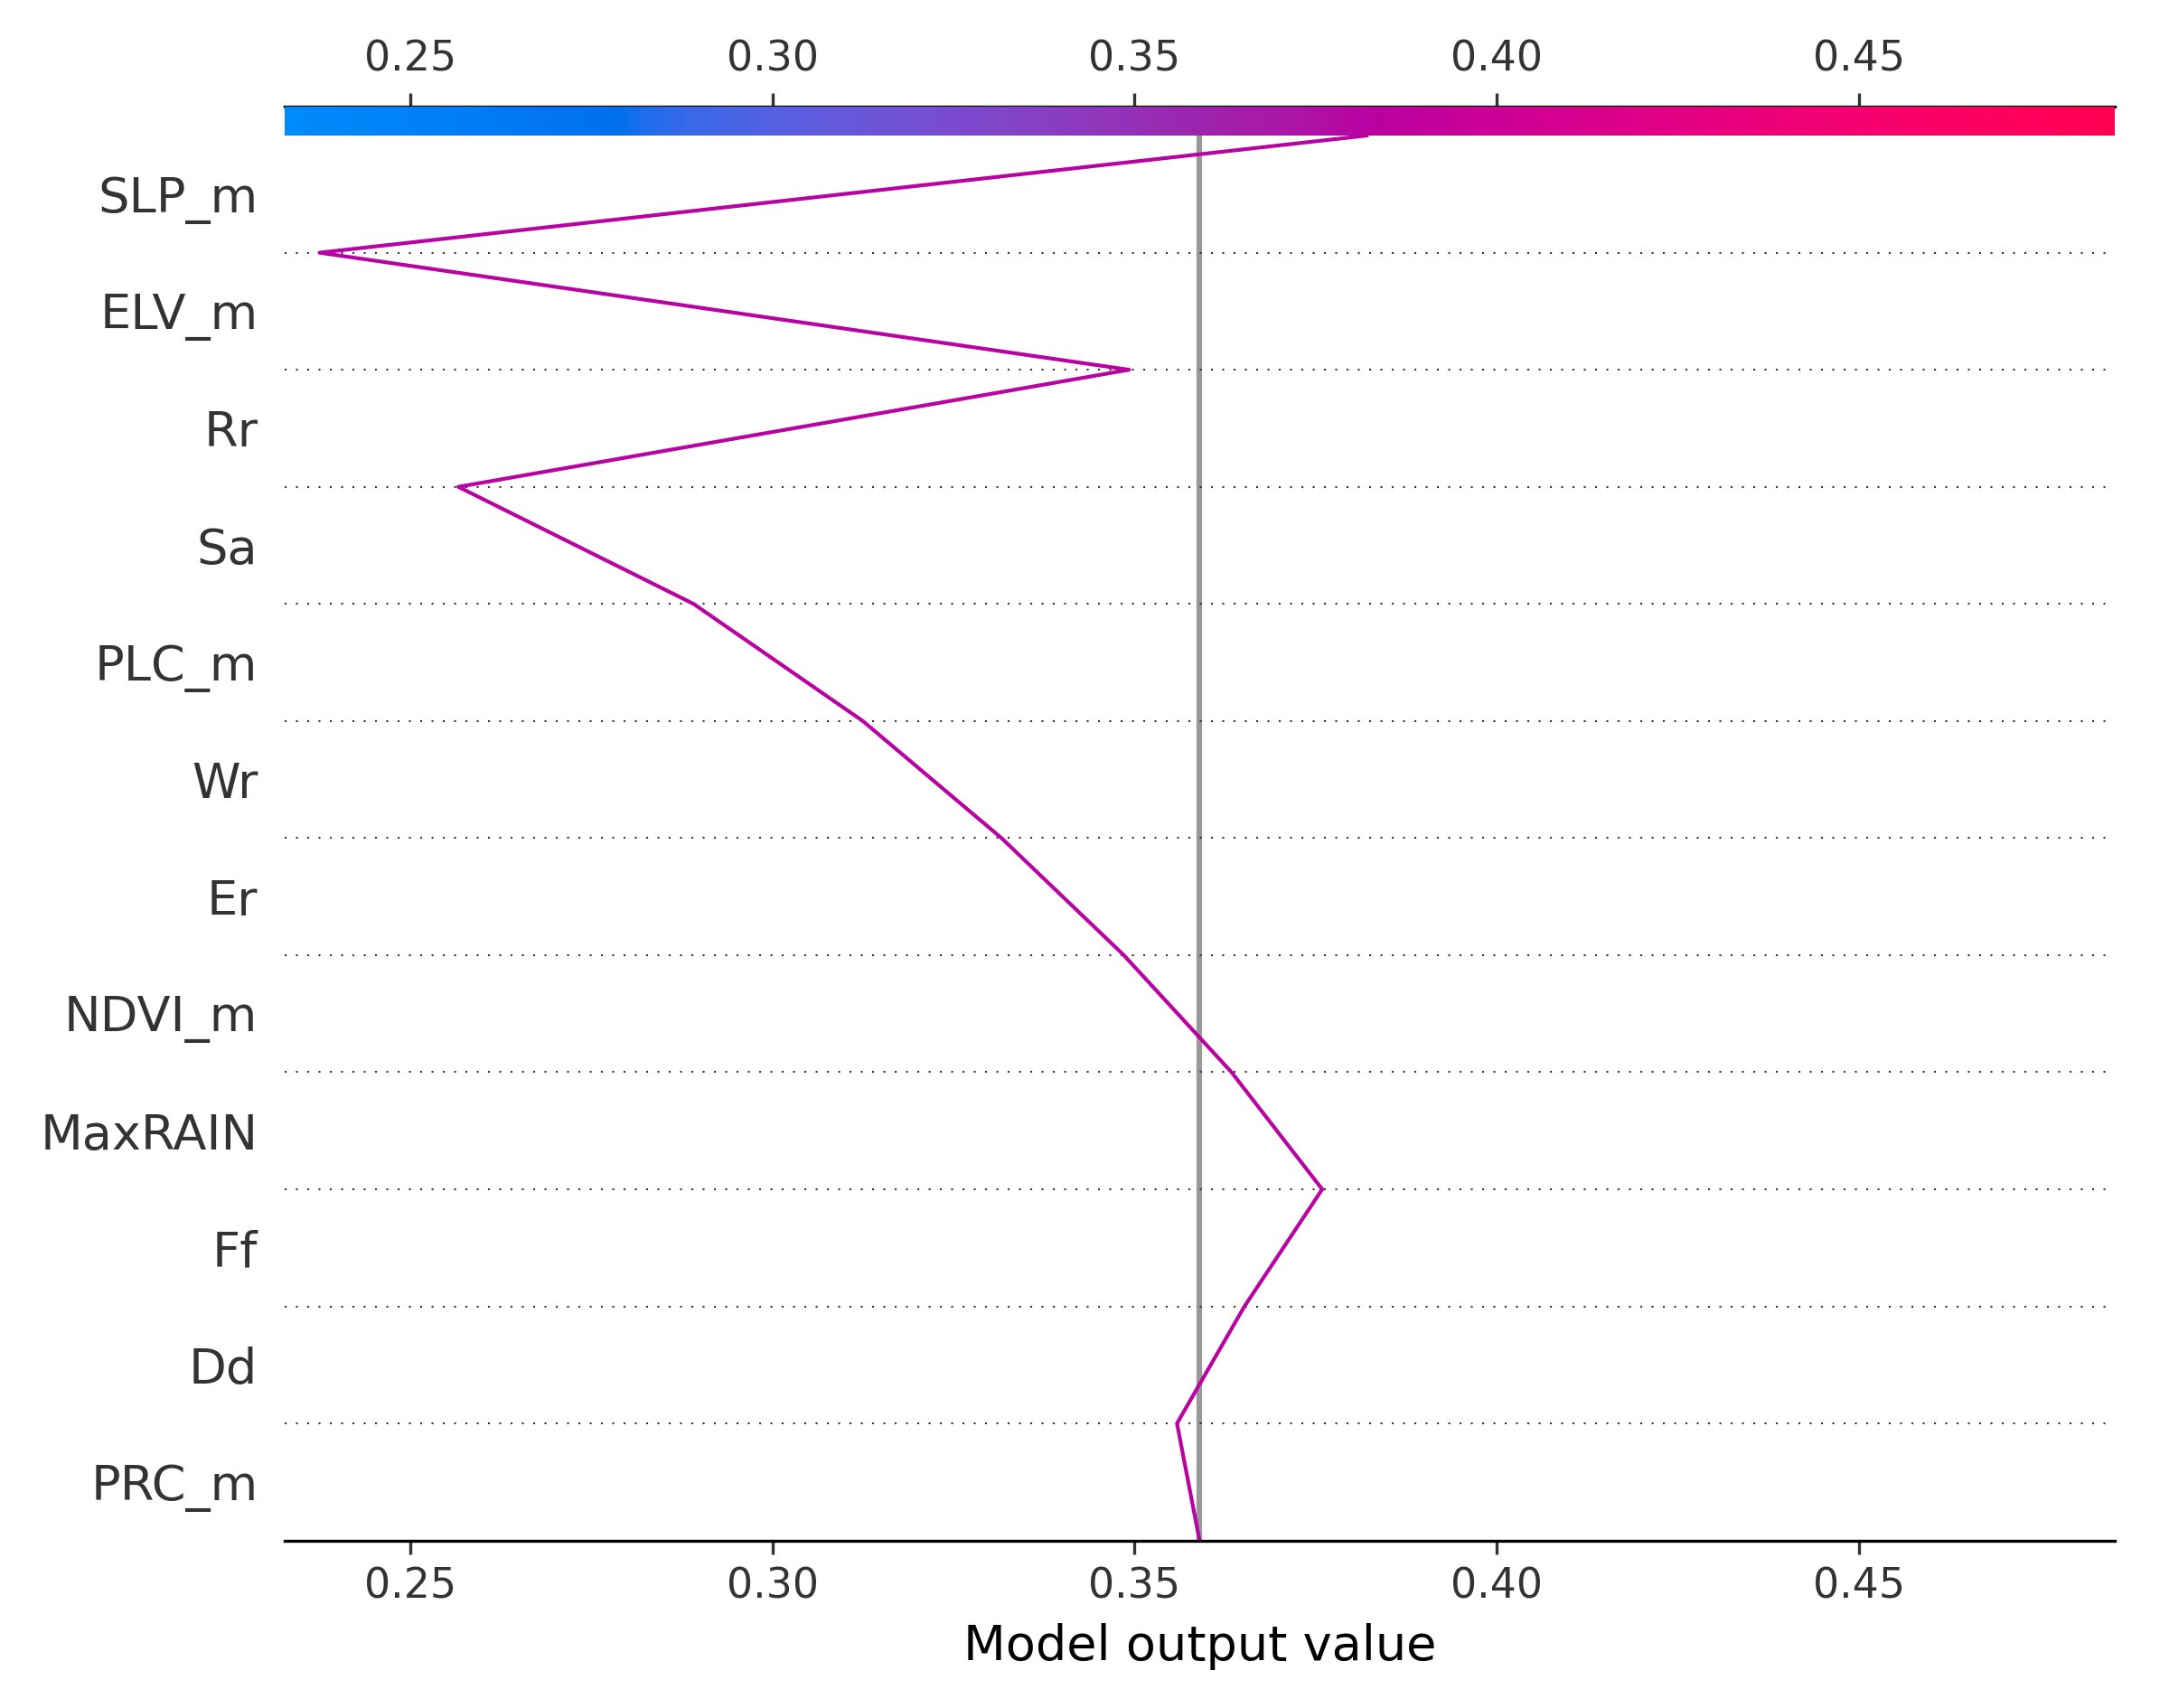 0.25 0.30 0.35 0.40 0.45
SLP_m
ELV_m
Rr
Sa
PLC_m
Wr
Er
NDVI_m
MaxRAIN
Ff
Dd
PRC_m
0.25 0.30 0.35 0.40 0.45
Model output value